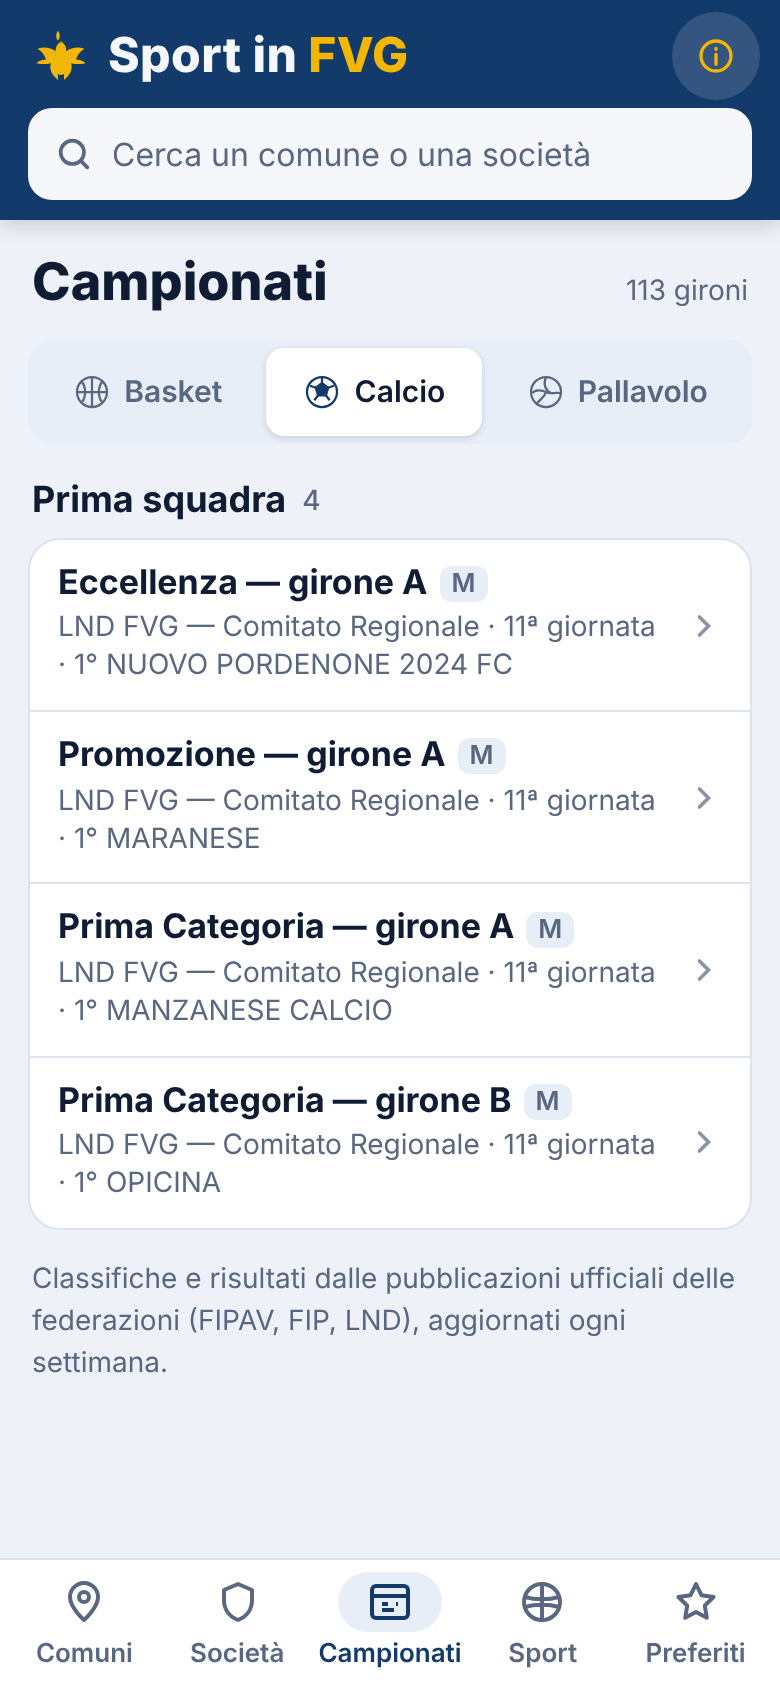 Sport in FVG
Cerca un comune o una società
Campionati
113 gironi
Basket
Calcio
Pallavolo
Prima squadra 4
Eccellenza — girone A M
LND FVG — Comitato Regionale · 11ª giornata
· 1° NUOVO PORDENONE 2024 FC
Promozione — girone A M
LND FVG — Comitato Regionale · 11ª giornata
· 1° MARANESE
Prima Categoria — girone A M
LND FVG — Comitato Regionale · 11ª giornata
· 1° MANZANESE CALCIO
Prima Categoria — girone B M
LND FVG — Comitato Regionale · 11ª giornata
· 1° OPICINA
Classifiche e risultati dalle pubblicazioni ufficiali delle
federazioni (FIPAV, FIP, LND), aggiornati ogni
settimana.
Comuni
Società
Campionati
Sport
Preferiti